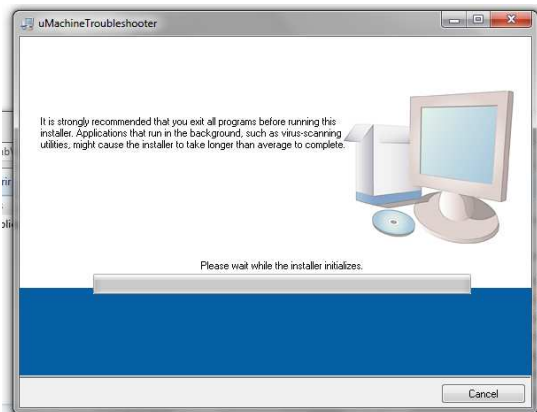 uMachineTroubleshooter
It is strongly recommended that you exit all programs before running this
installer. Applications that run in the background, such as virus-scanning
utilities, might cause the installer to take longer than average to complete.
Please wait while the installer initializes.
Cancel